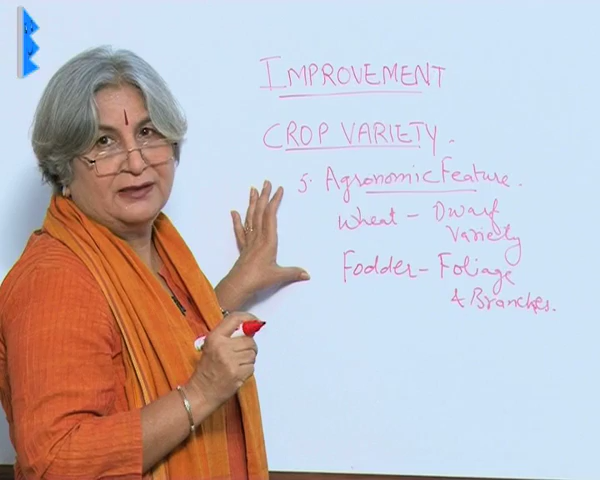 IMPROVEMENT
CROP VARIETY.
5. Agronomic Feature.
Wheat - Dwarf
Variety
Fodder - Foliage
& Branches.